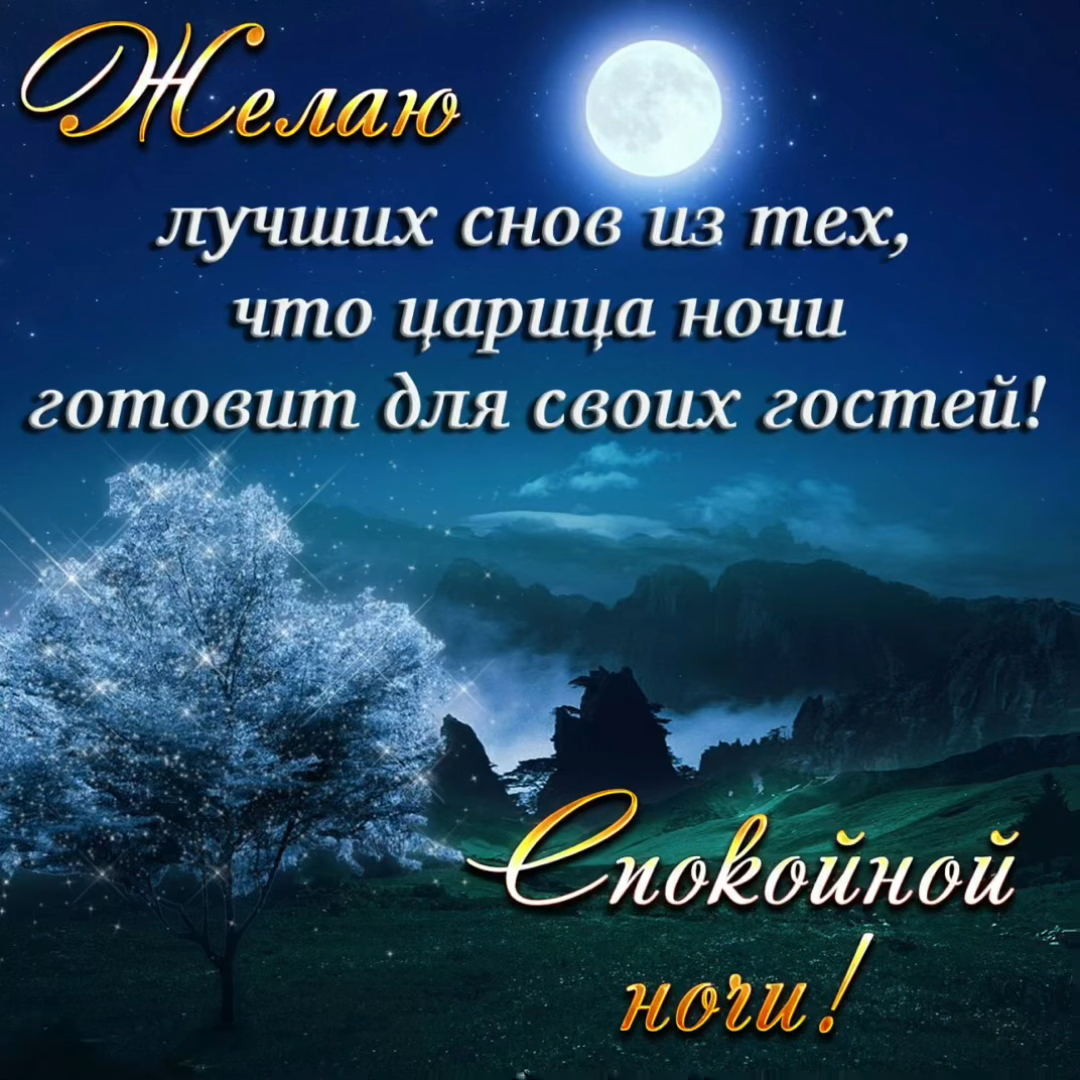 Желаю
лучших снов из тех,
что царица ночи
готовит для своих гостей!
Спокойной
ночи!